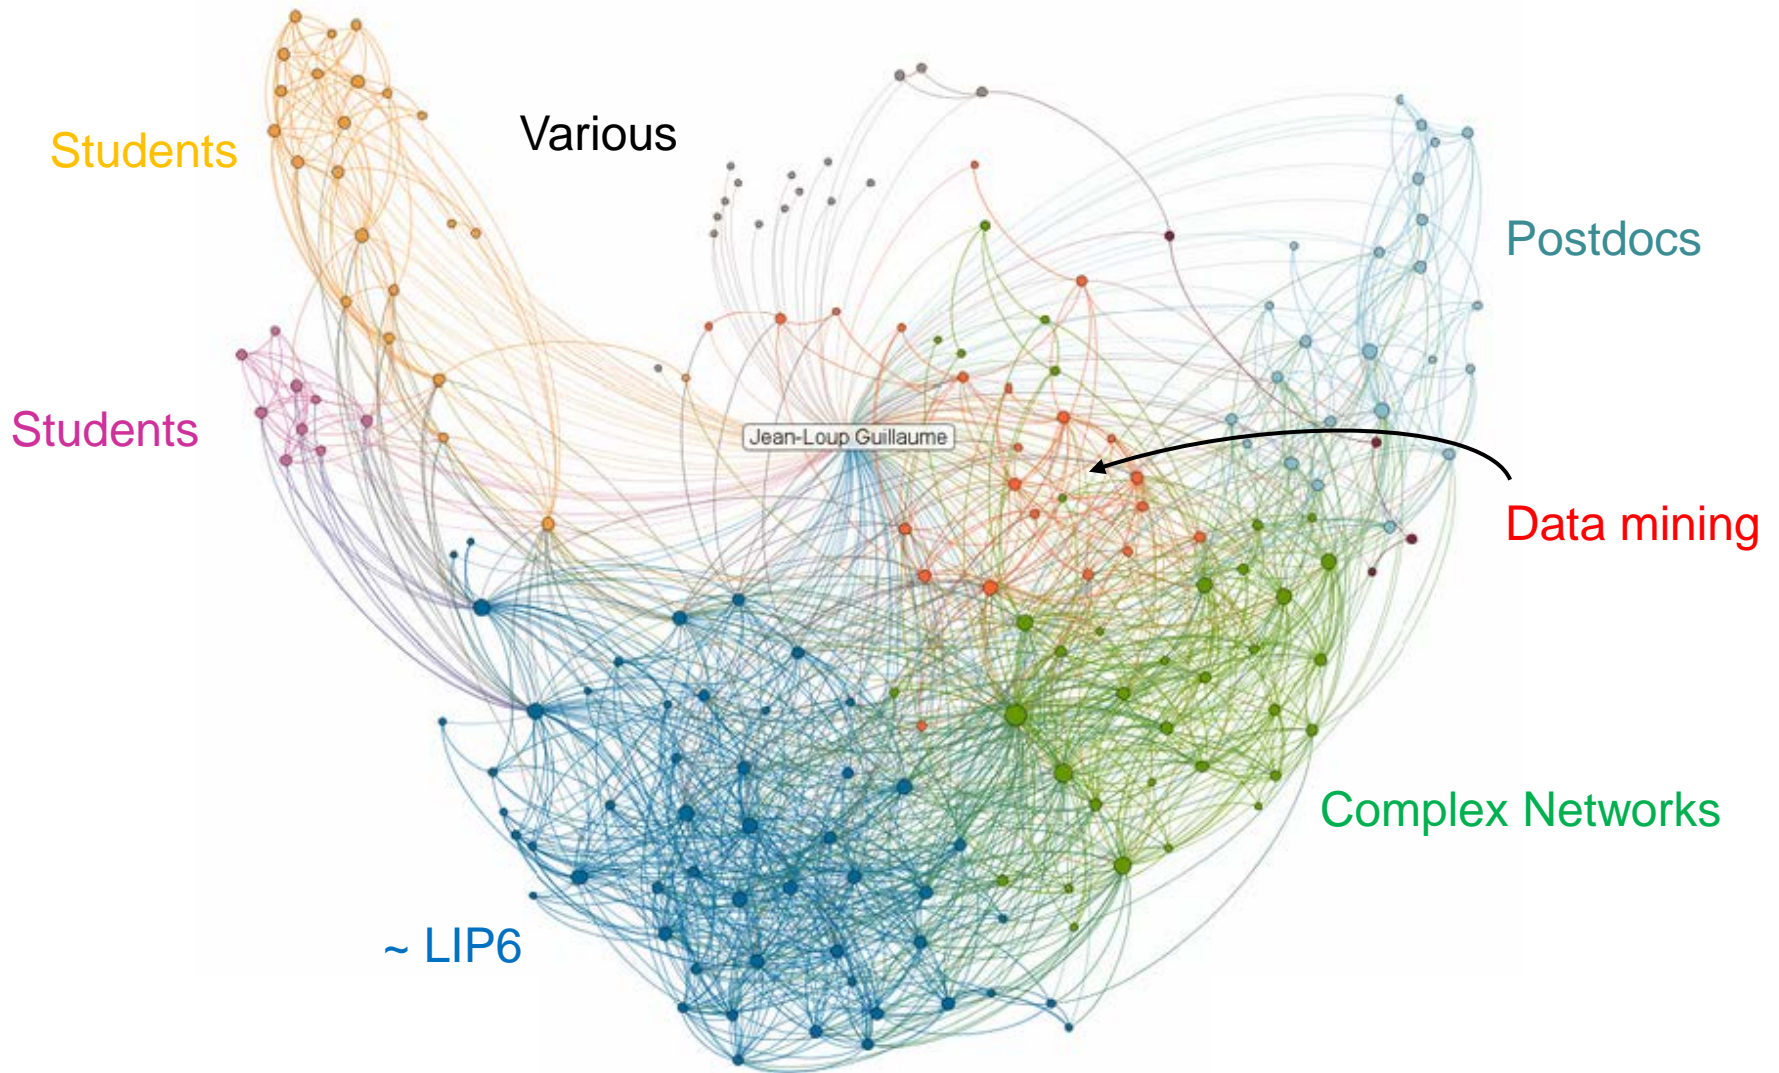 Various
Students
Postdocs
Students
Jean-Loup Guillaume
Data mining
Complex Networks
~ LIP6